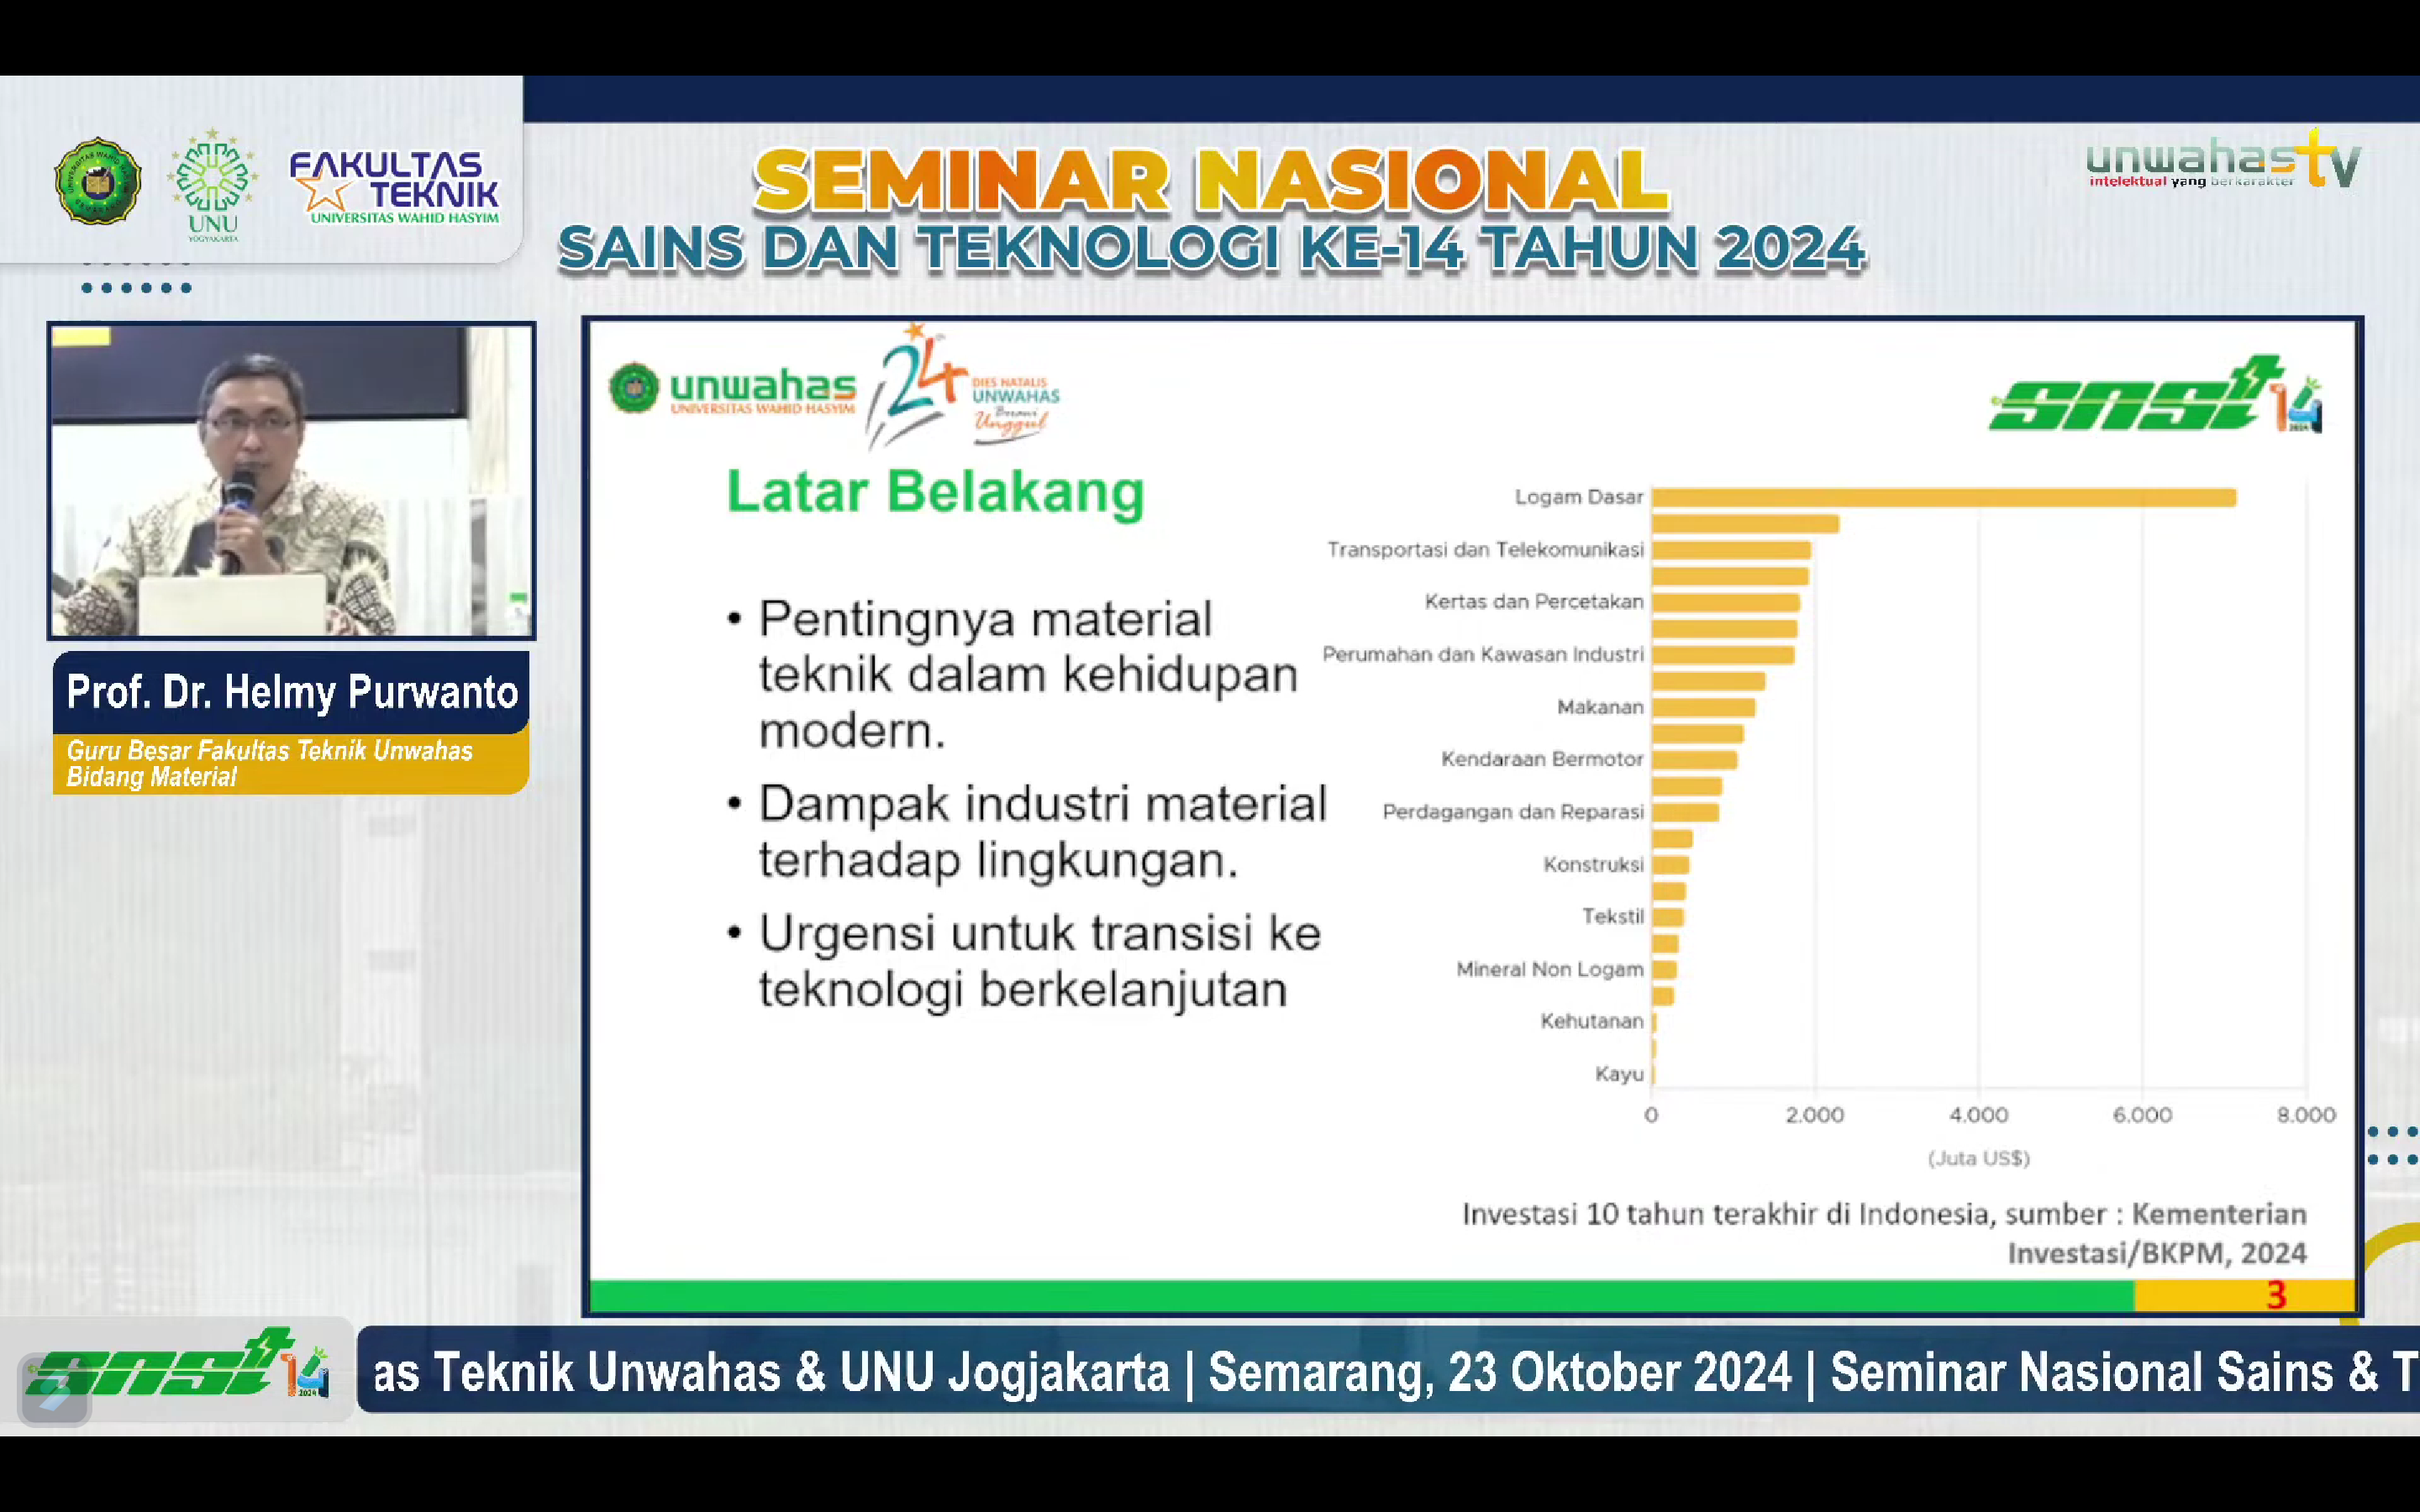 UNU
YOGYAKARTA
FAKULTAS
TEKNIK
UNIVERSITAS WAHID HASYIM
SEMINAR NASIONAL
SAINS DAN TEKNOLOGI KE-14 TAHUN 2024
unwahas tv
intelektual yang berkarakter
Prof. Dr. Helmy Purwanto
Guru Besar Fakultas Teknik Unwahas
Bidang Material
unwahas
UNIVERSITAS WAHID HASYIM
24
DIES NATALIS
UNWAHAS
Berani
Unggul
snst 14
2024
Latar Belakang
• Pentingnya material
teknik dalam kehidupan
modern.
• Dampak industri material
terhadap lingkungan.
• Urgensi untuk transisi ke
teknologi berkelanjutan
Logam Dasar
Transportasi dan Telekomunikasi
Kertas dan Percetakan
Perumahan dan Kawasan Industri
Makanan
Kendaraan Bermotor
Perdagangan dan Reparasi
Konstruksi
Tekstil
Mineral Non Logam
Kehutanan
Kayu
0 2.000 4.000 6.000 8.000
(Juta US$)
Investasi 10 tahun terakhir di Indonesia, sumber : Kementerian
Investasi/BKPM, 2024
3
snst 14
2024
as Teknik Unwahas & UNU Jogjakarta | Semarang, 23 Oktober 2024 | Seminar Nasional Sains & T